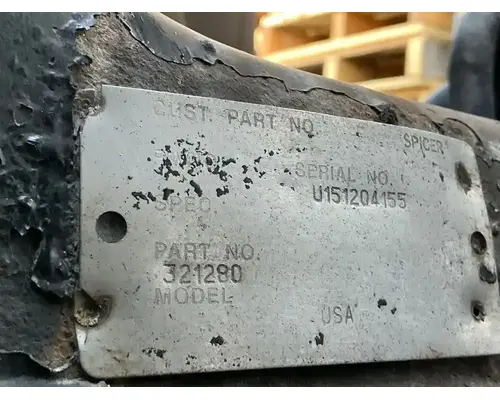 CUST. PART NO.
SPICER
SERIAL NO.
U151204155
SPEC
PART NO.
321280
MODEL
USA